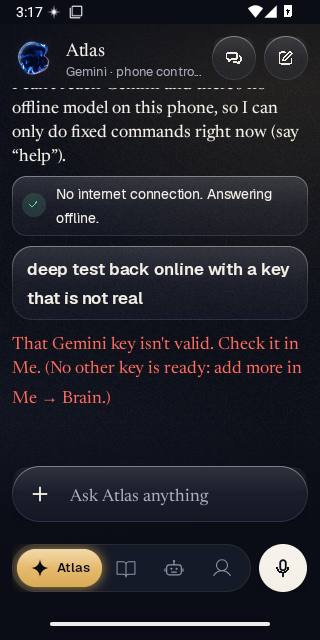 3:17
Atlas
Gemini · phone contro...
offline model on this phone, so I can
only do fixed commands right now (say
“help”).
No internet connection. Answering
offline.
deep test back online with a key
that is not real
That Gemini key isn't valid. Check it in
Me. (No other key is ready: add more in
Me → Brain.)
Ask Atlas anything
Atlas